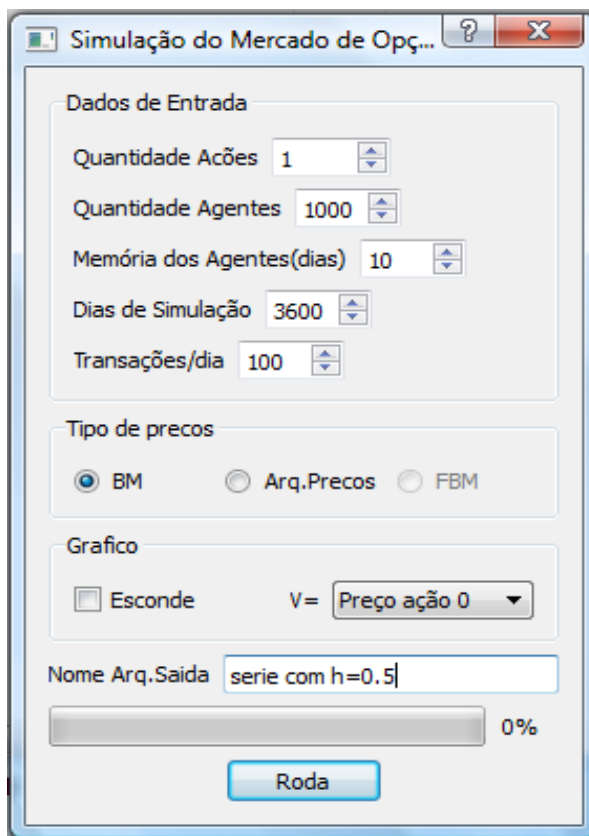 Simulação do Mercado de Opç...
Dados de Entrada
Quantidade Acões 1
Quantidade Agentes 1000
Memória dos Agentes(dias) 10
Dias de Simulação 3600
Transações/dia 100
Tipo de precos
BM Arq.Precos FBM
Grafico
Esconde V= Preço ação 0
Nome Arq.Saida serie com h=0.5
0%
Roda